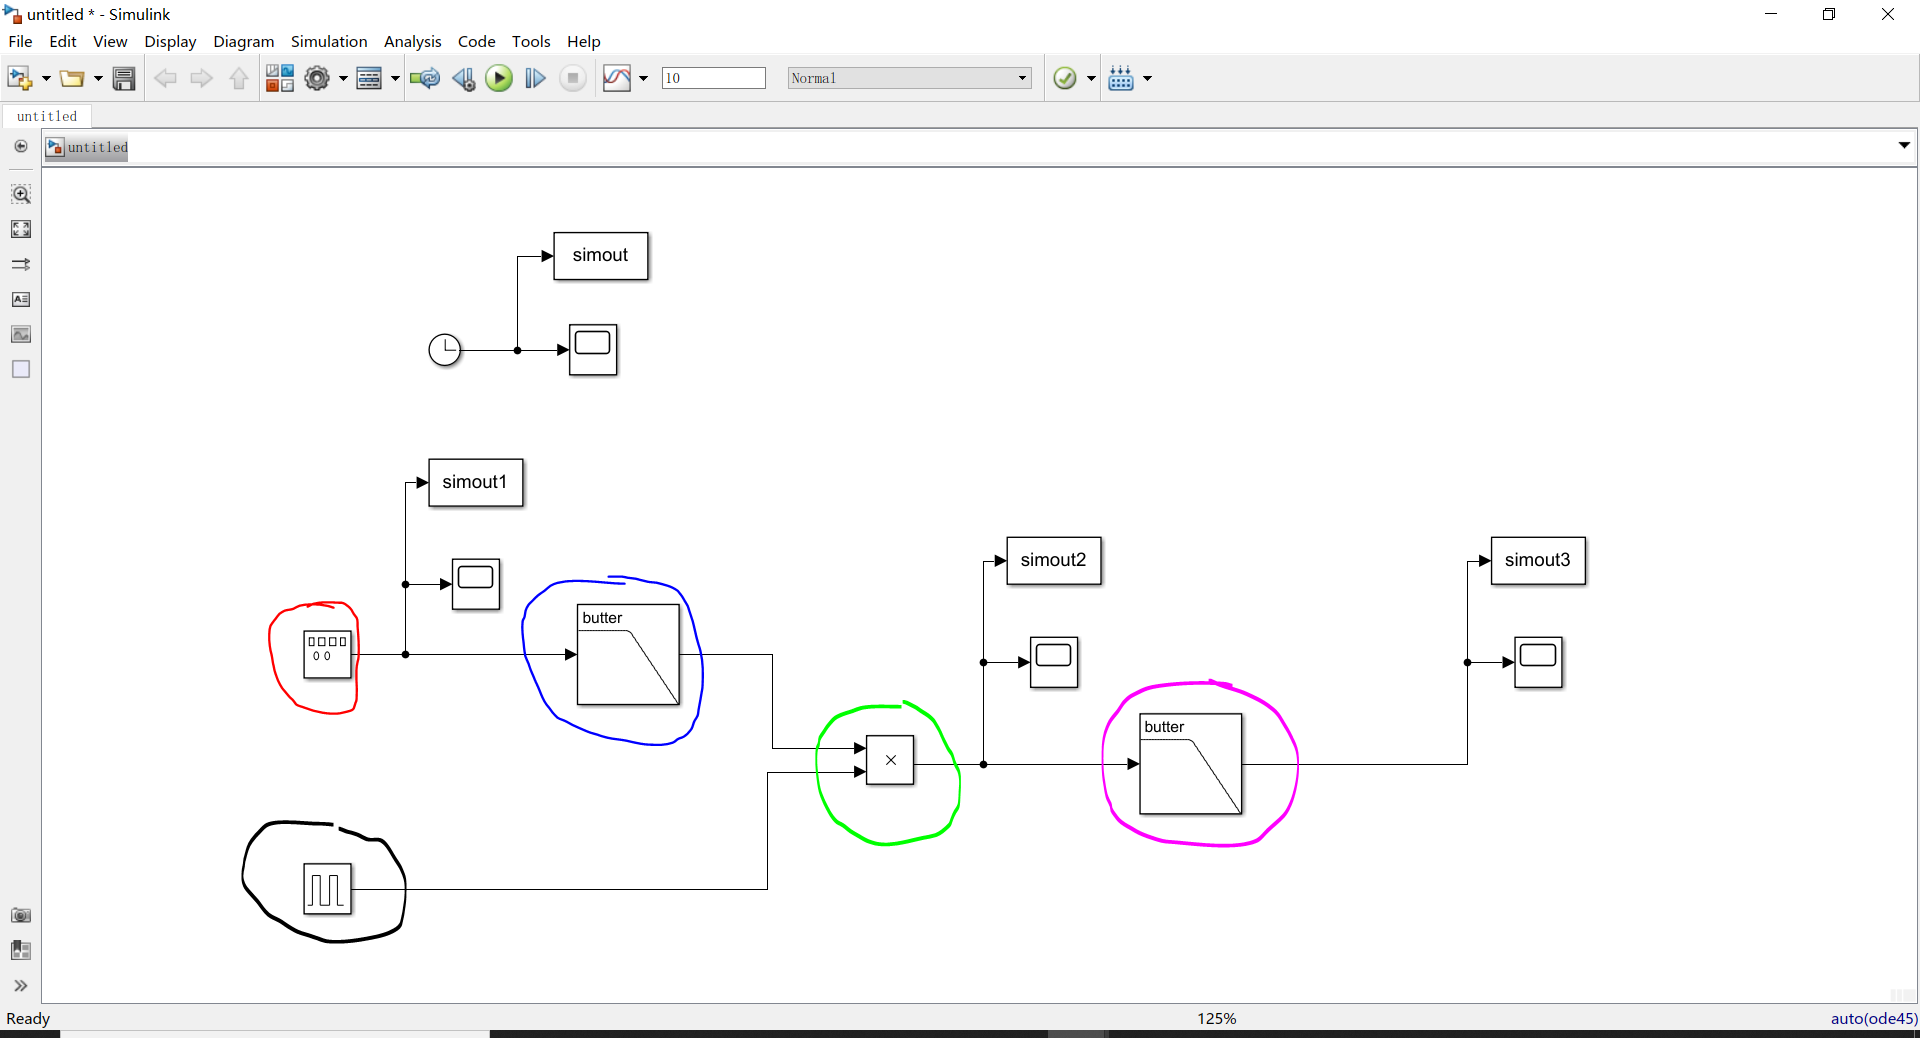 untitled * - Simulink
File Edit View Display Diagram Simulation Analysis Code Tools Help
10 Normal
untitled
untitled
simout
simout1
simout2 simout3
butter
butter
×
Ready 125% auto(ode45)